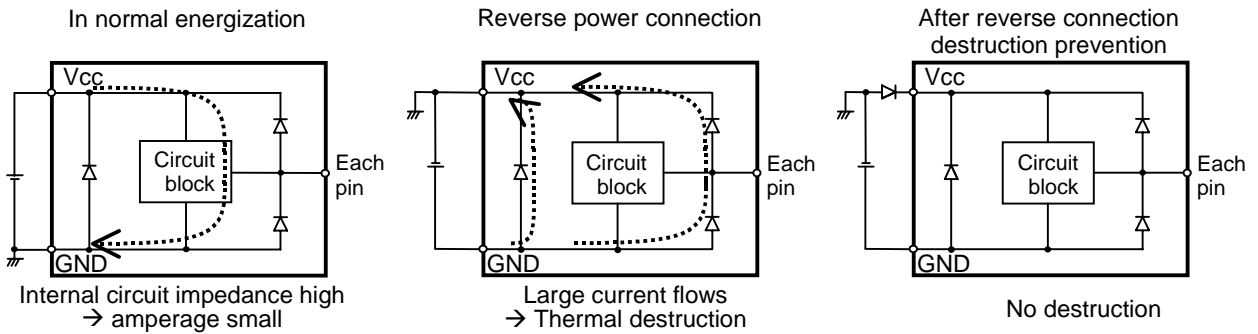 In normal energization
Vcc
Circuit
block
Each
pin
GND
Internal circuit impedance high
→ amperage small
Reverse power connection
Vcc
Circuit
block
Each
pin
GND
Large current flows
→ Thermal destruction
After reverse connection
destruction prevention
Vcc
Circuit
block
Each
pin
GND
No destruction